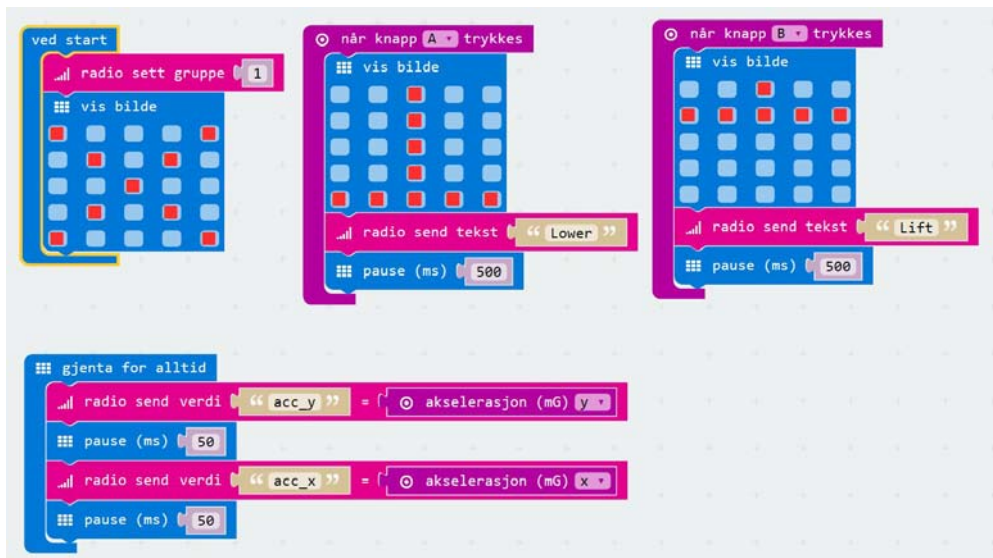 ved start
radio sett gruppe 1
vis bilde
når knapp A trykkes
vis bilde
radio send tekst “ Lower ”
pause (ms) 500
når knapp B trykkes
vis bilde
radio send tekst “ Lift ”
pause (ms) 500
gjenta for alltid
radio send verdi “ acc_y ” = akselerasjon (mG) y
pause (ms) 50
radio send verdi “ acc_x ” = akselerasjon (mG) x
pause (ms) 50